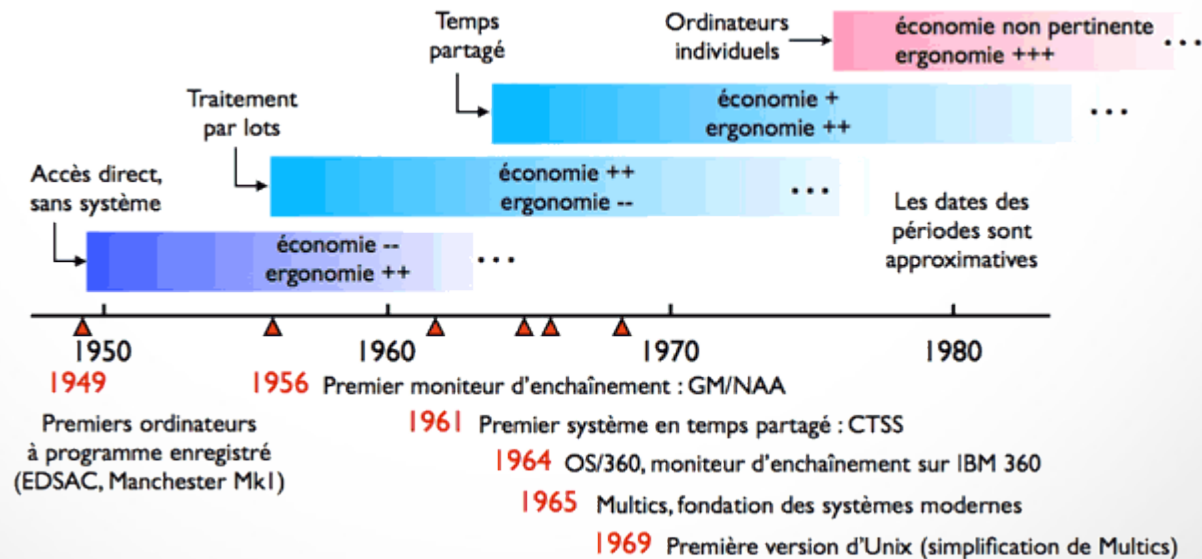 Temps
partagé
Ordinateurs
individuels
économie non pertinente
ergonomie +++
...
Traitement
par lots
économie +
ergonomie ++
...
Accès direct,
sans système
économie ++
ergonomie --
...
Les dates des
périodes sont
approximatives
économie --
ergonomie ++
...
1950 1960 1970 1980
1949
Premiers ordinateurs
à programme enregistré
(EDSAC, Manchester Mk1)
1956 Premier moniteur d'enchaînement : GM/NAA
1961 Premier système en temps partagé : CTSS
1964 OS/360, moniteur d'enchaînement sur IBM 360
1965 Multics, fondation des systèmes modernes
1969 Première version d'Unix (simplification de Multics)